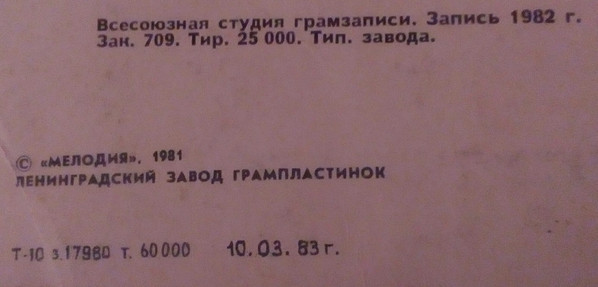 Всесоюзная студия грамзаписи. Запись 1982 г.
Зак. 709. Тир. 25 000. Тип. завода.
© «МЕЛОДИЯ», 1981
ЛЕНИНГРАДСКИЙ ЗАВОД ГРАМПЛАСТИНОК
Т-10 з.17980 т. 60000 10.03. 83 г.